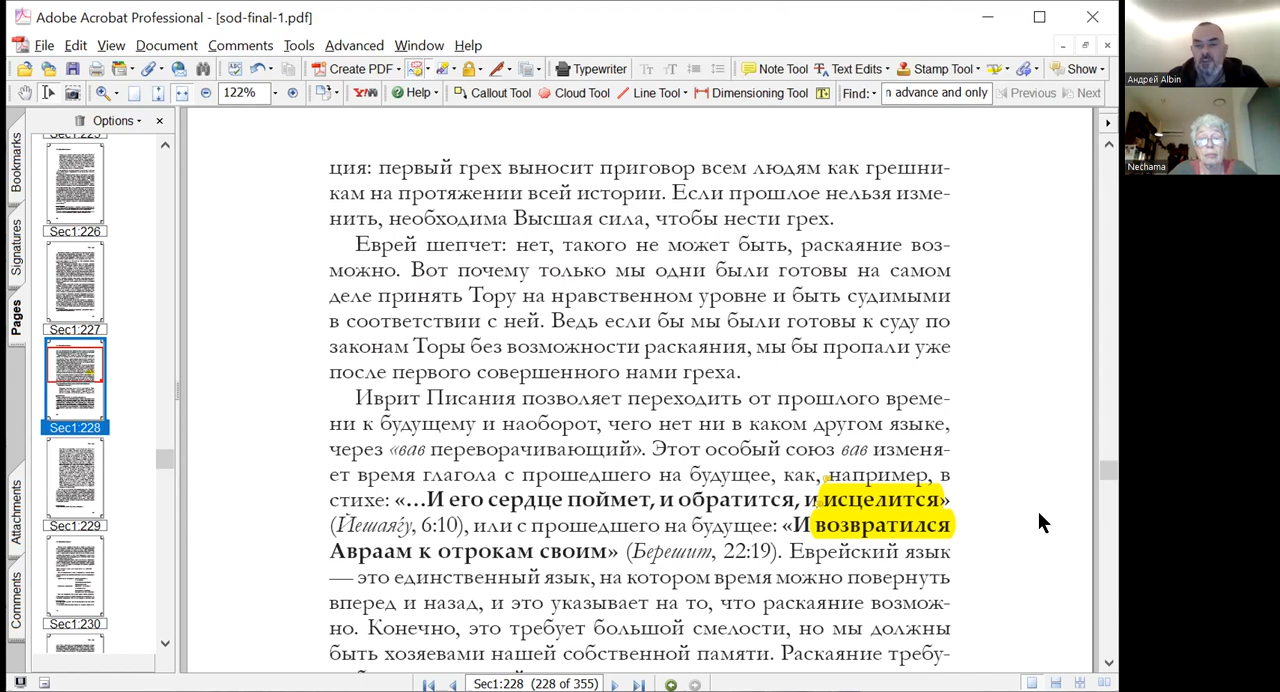 Adobe Acrobat Professional - [sod-final-1.pdf]
File Edit View Document Comments Tools Advanced Window Help
Create PDF Typewriter Note Tool Text Edits Stamp Tool Show
122% Y!M Help Callout Tool Cloud Tool Line Tool Dimensioning Tool Find: n advance and only Previous Next
Options
Bookmarks
Signatures
Pages
Attachments
Comments
Sec1:225
Sec1:226
Sec1:227
Sec1:228
Sec1:229
Sec1:230
ция: первый грех выносит приговор всем людям как грешни-
кам на протяжении всей истории. Если прошлое нельзя изме-
нить, необходима Высшая сила, чтобы нести грех.
Еврей шепчет: нет, такого не может быть, раскаяние воз-
можно. Вот почему только мы одни были готовы на самом
деле принять Тору на нравственном уровне и быть судимыми
в соответствии с ней. Ведь если бы мы были готовы к суду по
законам Торы без возможности раскаяния, мы бы пропали уже
после первого совершенного нами греха.
Иврит Писания позволяет переходить от прошлого време-
ни к будущему и наоборот, чего нет ни в каком другом языке,
через «вав переворачивающий». Этот особый союз вав изменя-
ет время глагола с прошедшего на будущее, как, например, в
стихе: «…И его сердце поймет, и обратится, и исцелится»
(Йешаягу, 6:10), или с прошедшего на будущее: «И возвратился
Авраам к отрокам своим» (Берешит, 22:19). Еврейский язык
— это единственный язык, на котором время можно повернуть
вперед и назад, и это указывает на то, что раскаяние возмож-
но. Конечно, это требует большой смелости, но мы должны
быть хозяевами нашей собственной памяти. Раскаяние требу-
Sec1:228 (228 of 355)
Андрей Albin
Nechama